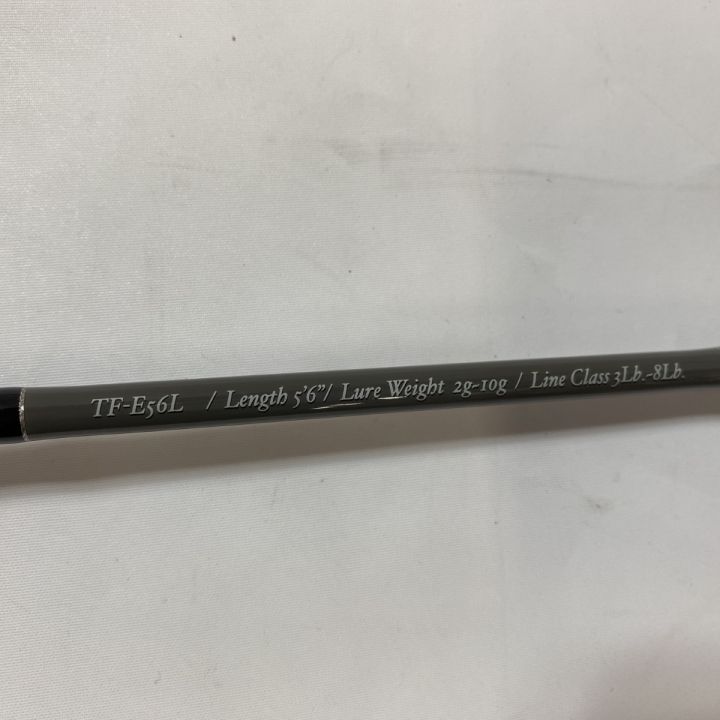 TF-E56L / Length 5'6"/ Lure Weight 2g~10g / Line Class 3Lb.~8Lb.